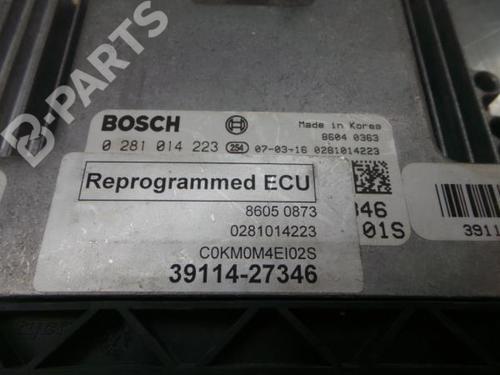 B-PARTS
BOSCH
Made in Korea
8604 0363
0 281 014 223 254 07-03-16 0281014223
Reprogrammed ECU
8605 0873
346
0281014223
01S
3911
C0KM0M4EI02S
39114-27346